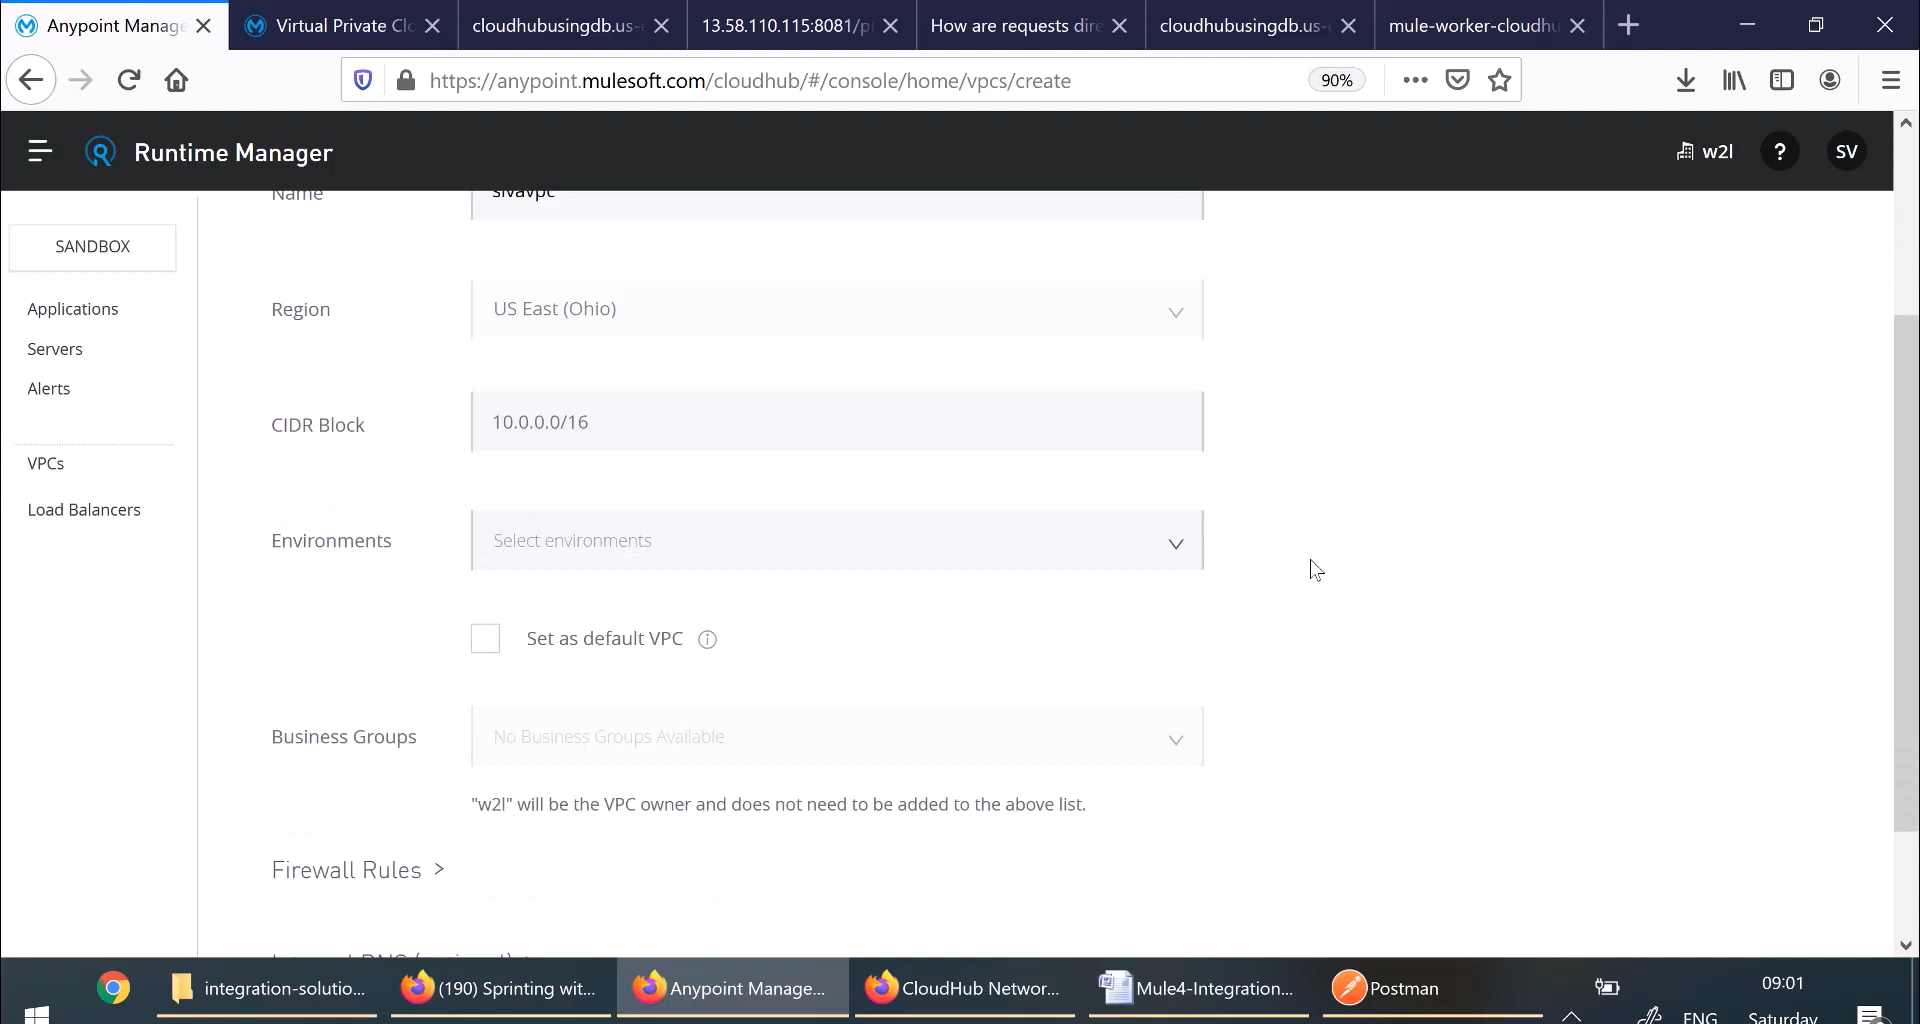 Anypoint Manage
Virtual Private Clo
cloudhubusingdb.us-e
13.58.110.115:8081/pr
How are requests dire
cloudhubusingdb.us-e
mule-worker-cloudhu
https://anypoint.mulesoft.com/cloudhub/#/console/home/vpcs/create
90%
Runtime Manager
w2l
?
SV
Name
sivavpc
SANDBOX
Applications
Servers
Alerts
VPCs
Load Balancers
Region
US East (Ohio)
CIDR Block
10.0.0.0/16
Environments
Select environments
Set as default VPC
Business Groups
No Business Groups Available
"w2l" will be the VPC owner and does not need to be added to the above list.
Firewall Rules >
integration-solutio...
(190) Sprinting wit...
Anypoint Manage...
CloudHub Networ...
Mule4-Integration...
Postman
09:01
ENG
Saturday